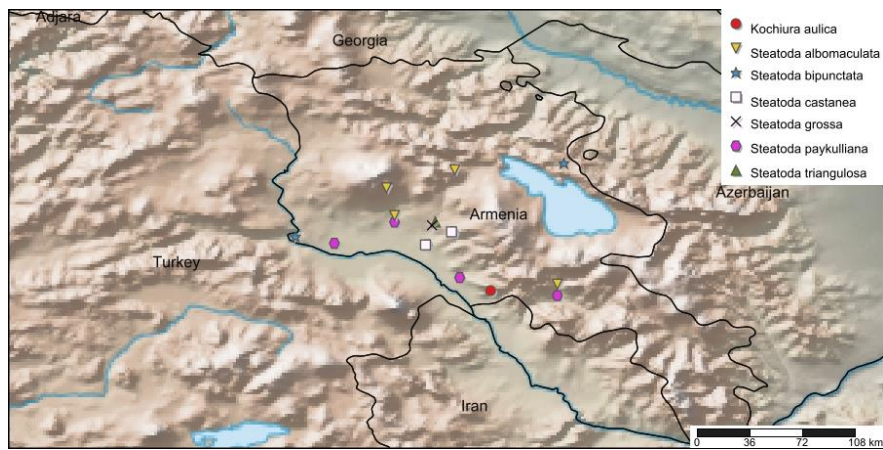 Adjara
Georgia
Kochiura aulica
Steatoda albomaculata
Steatoda bipunctata
Steatoda castanea
Steatoda grossa
Steatoda paykulliana
Steatoda triangulosa
Azerbaijan
Armenia
Turkey
Iran
0 36 72 108 km